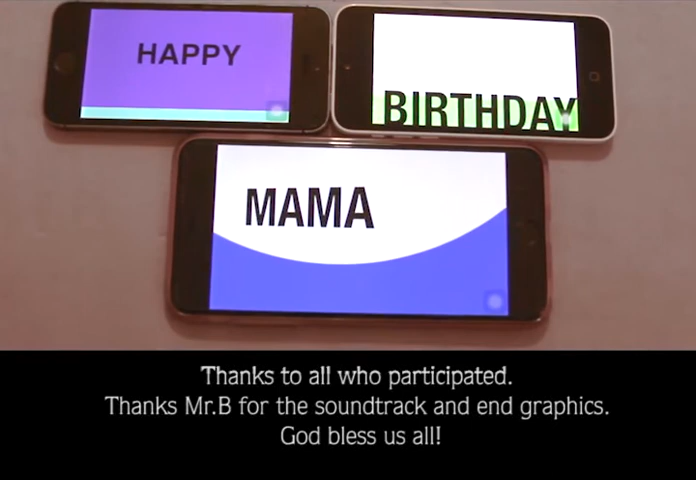 HAPPY
BIRTHDAY
MAMA
Thanks to all who participated.
Thanks Mr.B for the soundtrack and end graphics.
God bless us all!